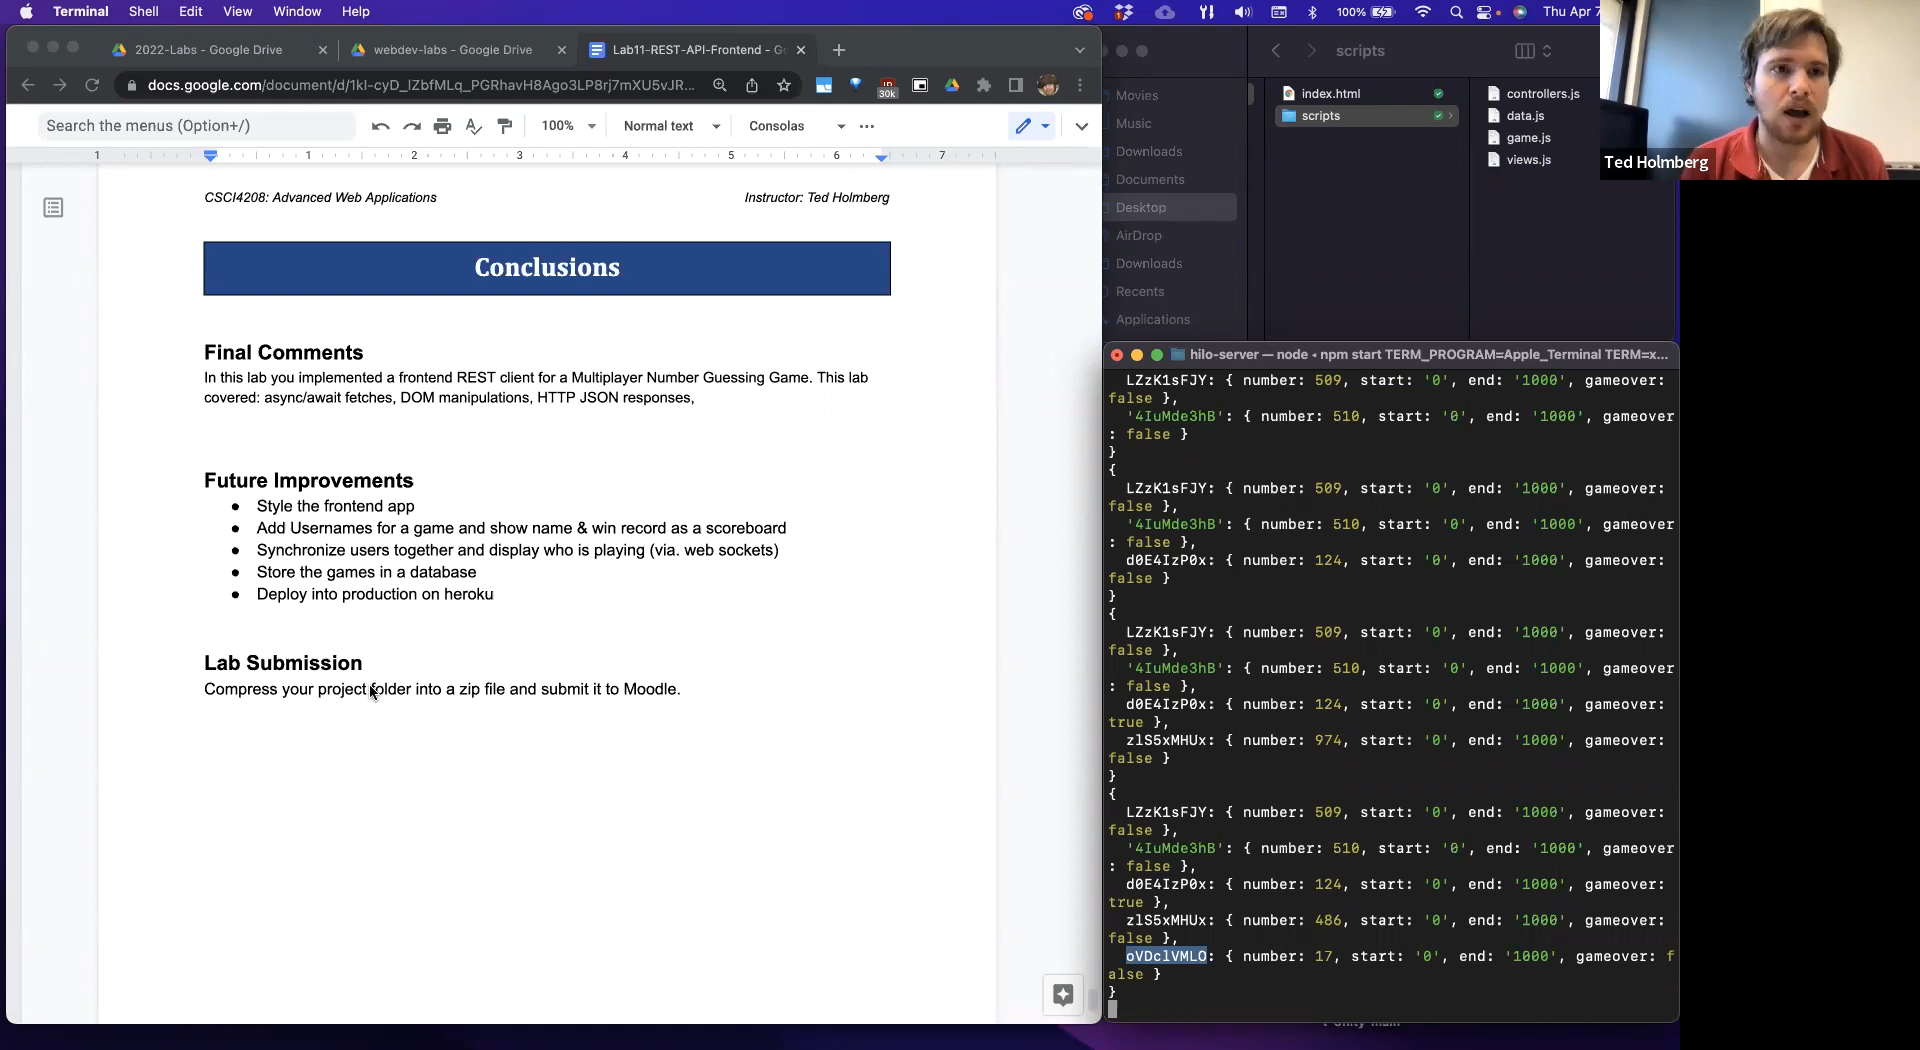 Terminal Shell Edit View Window Help
100% Thu Apr 7
2022-Labs - Google Drive
webdev-labs - Google Drive
Lab11-REST-API-Frontend - G
docs.google.com/document/d/1kI-cyD_IZbfMLq_PGRhavH8Ago3LP8rj7mXU5vJR...
30k
Search the menus (Option+/)
100%
Normal text
Consolas
1 1 2 3 4 5 6 7
CSCI4208: Advanced Web Applications
Instructor: Ted Holmberg
Conclusions
Final Comments
In this lab you implemented a frontend REST client for a Multiplayer Number Guessing Game. This lab
covered: async/await fetches, DOM manipulations, HTTP JSON responses,
Future Improvements
● Style the frontend app
● Add Usernames for a game and show name & win record as a scoreboard
● Synchronize users together and display who is playing (via. web sockets)
● Store the games in a database
● Deploy into production on heroku
Lab Submission
Compress your project folder into a zip file and submit it to Moodle.
scripts
Movies
Music
Downloads
Documents
Desktop
AirDrop
Downloads
Recents
Applications
index.html
scripts
controllers.js
data.js
game.js
views.js
Ted Holmberg
hilo-server — node ◂ npm start TERM_PROGRAM=Apple_Terminal TERM=x...
LZzK1sFJY: { number: 509, start: '0', end: '1000', gameover:
false },
'4IuMde3hB': { number: 510, start: '0', end: '1000', gameover
: false }
}
{
LZzK1sFJY: { number: 509, start: '0', end: '1000', gameover:
false },
'4IuMde3hB': { number: 510, start: '0', end: '1000', gameover
: false },
d0E4IzP0x: { number: 124, start: '0', end: '1000', gameover:
false }
}
{
LZzK1sFJY: { number: 509, start: '0', end: '1000', gameover:
false },
'4IuMde3hB': { number: 510, start: '0', end: '1000', gameover
: false },
d0E4IzP0x: { number: 124, start: '0', end: '1000', gameover:
true },
zlS5xMHUx: { number: 974, start: '0', end: '1000', gameover:
false }
}
{
LZzK1sFJY: { number: 509, start: '0', end: '1000', gameover:
false },
'4IuMde3hB': { number: 510, start: '0', end: '1000', gameover
: false },
d0E4IzP0x: { number: 124, start: '0', end: '1000', gameover:
true },
zlS5xMHUx: { number: 486, start: '0', end: '1000', gameover:
false },
oVDclVMLO: { number: 17, start: '0', end: '1000', gameover: f
alse }
}